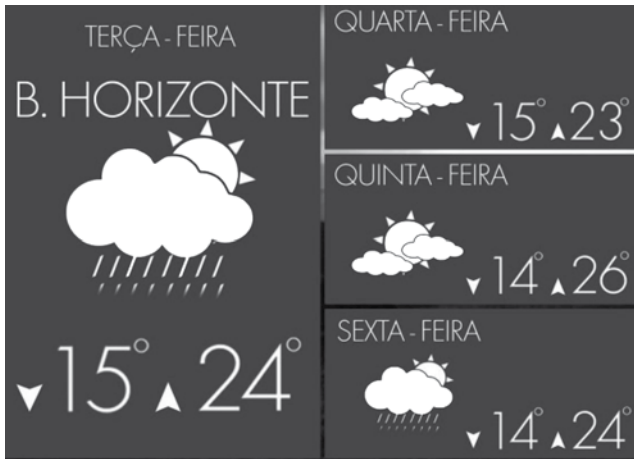 TERÇA - FEIRA
B. HORIZONTE
15° 24°
QUARTA - FEIRA
15° 23°
QUINTA - FEIRA
14° 26°
SEXTA - FEIRA
14° 24°